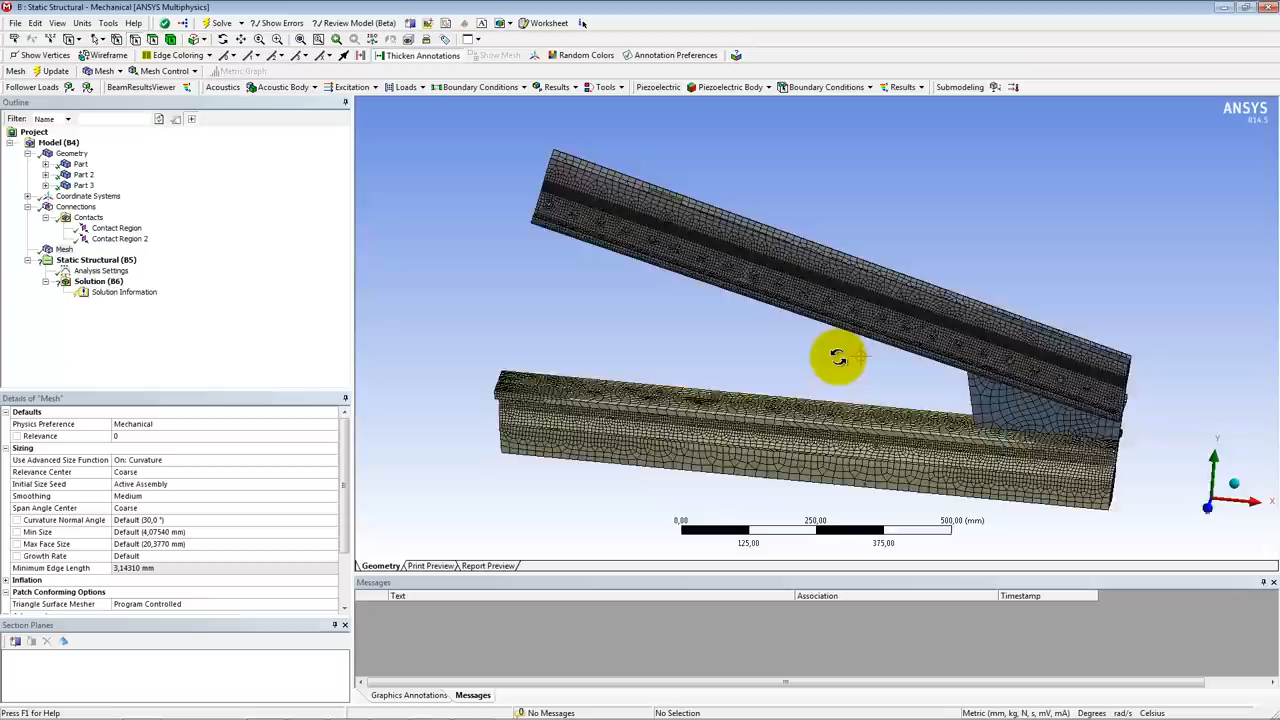 B : Static Structural - Mechanical [ANSYS Multiphysics]
File Edit View Units Tools Help Solve ?/Show Errors ?/Review Model (Beta) Worksheet
Show Vertices Wireframe Edge Coloring Thicken Annotations Show Mesh Random Colors Annotation Preferences
Mesh Update Mesh Mesh Control Metric Graph
Follower Loads BeamResultsViewer Acoustics Acoustic Body Excitation Loads Boundary Conditions Results Tools Piezoelectric Piezoelectric Body Boundary Conditions Results Submodeling
Outline
Filter: Name
Project
Model (B4)
Geometry
Part
Part 2
Part 3
Coordinate Systems
Connections
Contacts
Contact Region
Contact Region 2
Mesh
Static Structural (B5)
Analysis Settings
Solution (B6)
Solution Information
ANSYS
R14.5
Y
X
0,00 250,00 500,00 (mm)
125,00 375,00
Geometry Print Preview Report Preview
Details of "Mesh"
Defaults
Physics Preference Mechanical
Relevance 0
Sizing
Use Advanced Size Function On: Curvature
Relevance Center Coarse
Initial Size Seed Active Assembly
Smoothing Medium
Span Angle Center Coarse
Curvature Normal Angle Default (30,0 °)
Min Size Default (4,07540 mm)
Max Face Size Default (20,3770 mm)
Growth Rate Default
Minimum Edge Length 3,14310 mm
Inflation
Patch Conforming Options
Triangle Surface Mesher Program Controlled
Section Planes
Messages
Text Association Timestamp
Graphics Annotations Messages
Press F1 for Help No Messages No Selection Metric (mm, kg, N, s, mV, mA) Degrees rad/s Celsius